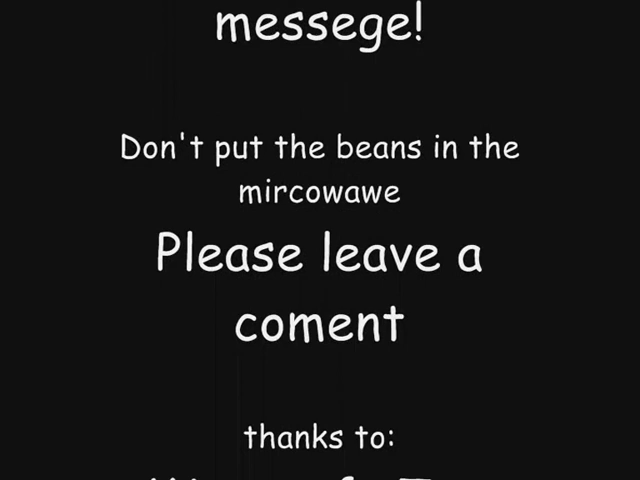 messege!
Don't put the beans in the
mircowawe
Please leave a
coment
thanks to: